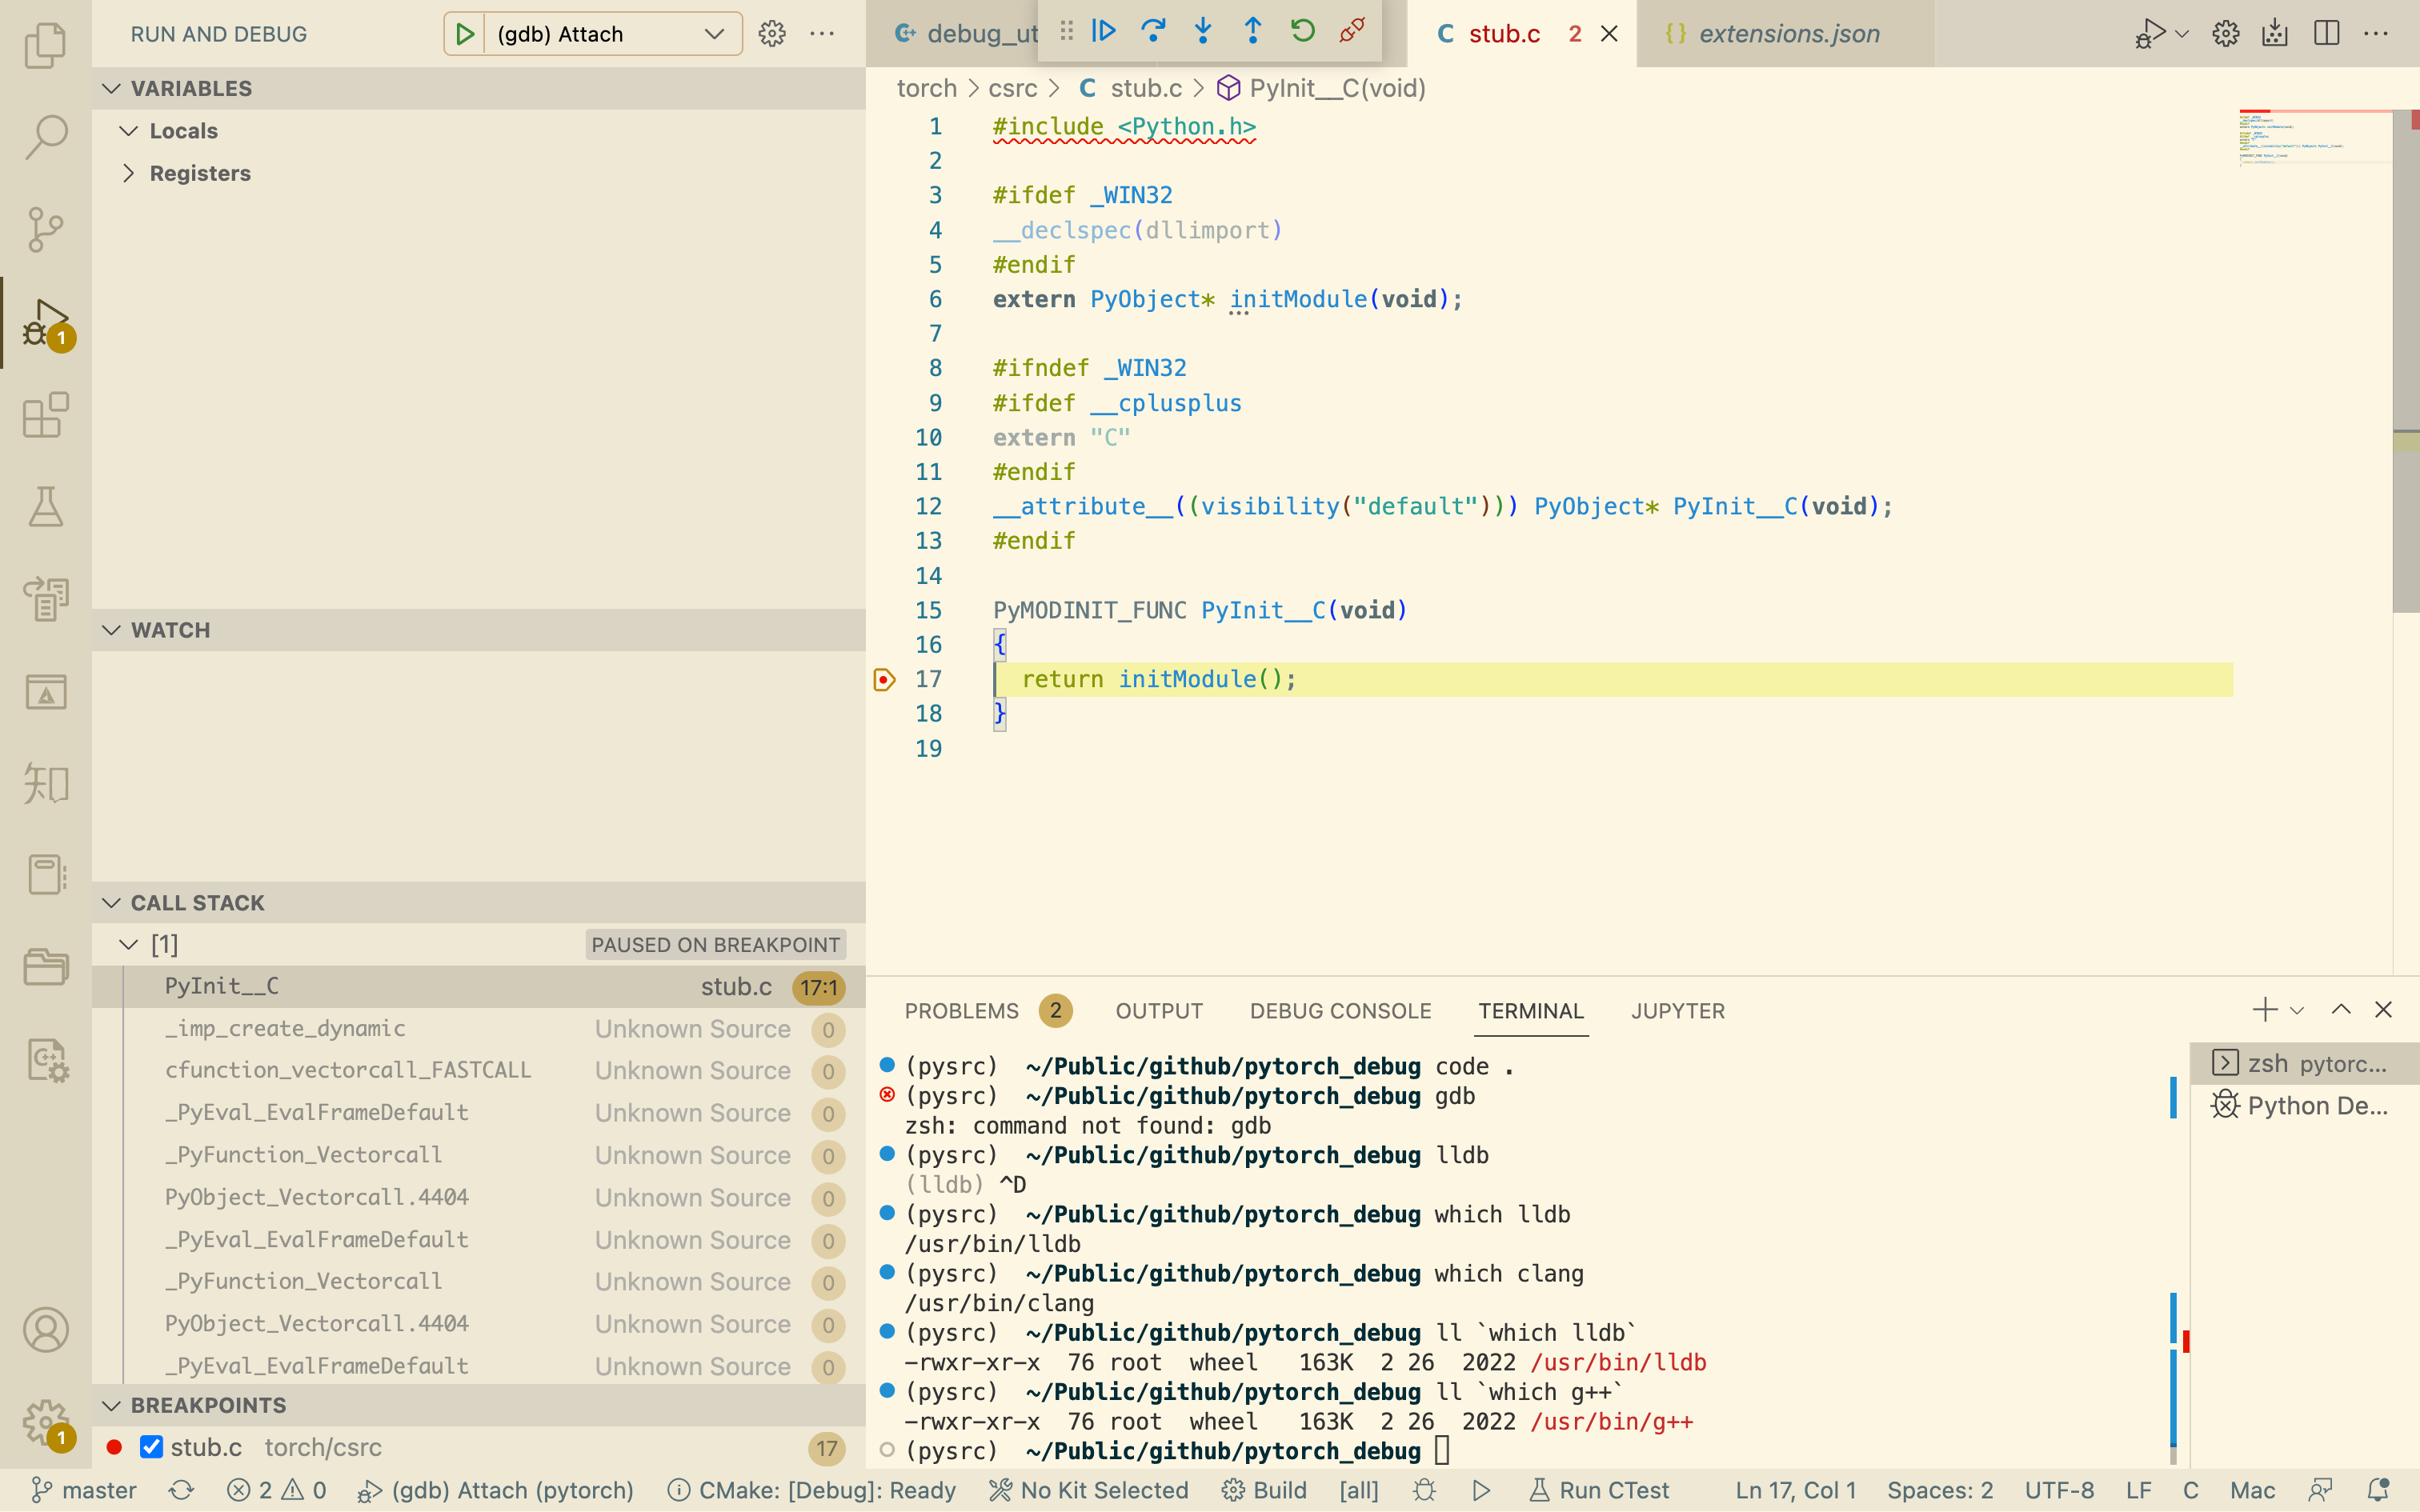 RUN AND DEBUG
(gdb) Attach
VARIABLES
Locals
Registers
WATCH
CALL STACK
[1] PAUSED ON BREAKPOINT
PyInit__C stub.c 17:1
_imp_create_dynamic Unknown Source 0
cfunction_vectorcall_FASTCALL Unknown Source 0
_PyEval_EvalFrameDefault Unknown Source 0
_PyFunction_Vectorcall Unknown Source 0
PyObject_Vectorcall.4404 Unknown Source 0
_PyEval_EvalFrameDefault Unknown Source 0
_PyFunction_Vectorcall Unknown Source 0
PyObject_Vectorcall.4404 Unknown Source 0
_PyEval_EvalFrameDefault Unknown Source 0
BREAKPOINTS
stub.c torch/csrc 17
1
知
1
debug_ut
C stub.c 2
{} extensions.json
torch > csrc > C stub.c > PyInit__C(void)
1 #include <Python.h>
2
3 #ifdef _WIN32
4 __declspec(dllimport)
5 #endif
6 extern PyObject* initModule(void);
7
8 #ifndef _WIN32
9 #ifdef __cplusplus
10 extern "C"
11 #endif
12 __attribute__((visibility("default"))) PyObject* PyInit__C(void);
13 #endif
14
15 PyMODINIT_FUNC PyInit__C(void)
16 {
17 return initModule();
18 }
19
PROBLEMS 2 OUTPUT DEBUG CONSOLE TERMINAL JUPYTER
(pysrc) ~/Public/github/pytorch_debug code .
(pysrc) ~/Public/github/pytorch_debug gdb
zsh: command not found: gdb
(pysrc) ~/Public/github/pytorch_debug lldb
(lldb) ^D
(pysrc) ~/Public/github/pytorch_debug which lldb
/usr/bin/lldb
(pysrc) ~/Public/github/pytorch_debug which clang
/usr/bin/clang
(pysrc) ~/Public/github/pytorch_debug ll `which lldb`
-rwxr-xr-x 76 root wheel 163K 2 26 2022 /usr/bin/lldb
(pysrc) ~/Public/github/pytorch_debug ll `which g++`
-rwxr-xr-x 76 root wheel 163K 2 26 2022 /usr/bin/g++
(pysrc) ~/Public/github/pytorch_debug
zsh pytorc...
Python De...
master 2 0 (gdb) Attach (pytorch) CMake: [Debug]: Ready No Kit Selected Build [all] Run CTest Ln 17, Col 1 Spaces: 2 UTF-8 LF C Mac